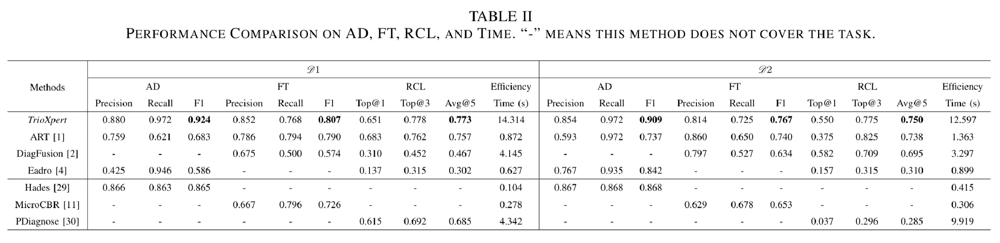 TABLE II
PERFORMANCE COMPARISON ON AD, FT, RCL, AND TIME. “-” MEANS THIS METHOD DOES NOT COVER THE TASK.
Methods 𝒟1 𝒟2
AD FT RCL Efficiency AD FT RCL Efficiency
Precision Recall F1 Precision Recall F1 Top@1 Top@3 Avg@5 Time (s) Precision Recall F1 Precision Recall F1 Top@1 Top@3 Avg@5 Time (s)
TrioXpert 0.880 0.972 0.924 0.852 0.768 0.807 0.651 0.778 0.773 14.314 0.854 0.972 0.909 0.814 0.725 0.767 0.550 0.775 0.750 12.597
ART [1] 0.759 0.621 0.683 0.786 0.794 0.790 0.683 0.762 0.757 0.872 0.593 0.972 0.737 0.860 0.650 0.740 0.375 0.825 0.738 1.363
DiagFusion [2] - - - 0.675 0.500 0.574 0.310 0.452 0.467 4.145 - - - 0.797 0.527 0.634 0.582 0.709 0.695 3.297
Eadro [4] 0.425 0.946 0.586 - - - 0.137 0.315 0.302 0.627 0.767 0.935 0.842 - - - 0.157 0.315 0.310 0.899
Hades [29] 0.866 0.863 0.865 - - - - - - 0.104 0.867 0.868 0.868 - - - - - - 0.415
MicroCBR [11] - - - 0.667 0.796 0.726 - - - 0.278 - - - 0.629 0.678 0.653 - - - 0.306
PDiagnose [30] - - - - - - 0.615 0.692 0.685 4.342 - - - - - - 0.037 0.296 0.285 9.919